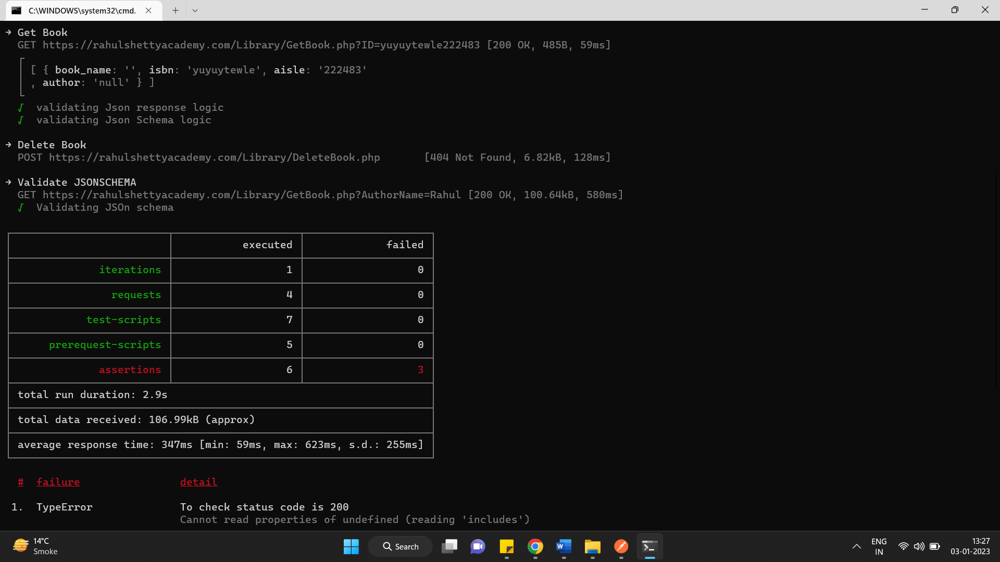 C:\WINDOWS\system32\cmd.
→ Get Book
GET https://rahulshettyacademy.com/Library/GetBook.php?ID=yuyuytewle222483 [200 OK, 485B, 59ms]
[ { book_name: '', isbn: 'yuyuytewle', aisle: '222483'
, author: 'null' } ]
√ validating Json response logic
√ validating Json Schema logic
→ Delete Book
POST https://rahulshettyacademy.com/Library/DeleteBook.php [404 Not Found, 6.82kB, 128ms]
→ Validate JSONSCHEMA
GET https://rahulshettyacademy.com/Library/GetBook.php?AuthorName=Rahul [200 OK, 100.64kB, 580ms]
√ Validating JSOn schema
executed failed
iterations 1 0
requests 4 0
test-scripts 7 0
prerequest-scripts 5 0
assertions 6 3
total run duration: 2.9s
total data received: 106.99kB (approx)
average response time: 347ms [min: 59ms, max: 623ms, s.d.: 255ms]
# failure detail
1. TypeError To check status code is 200
Cannot read properties of undefined (reading 'includes')
14°C
Smoke
Search
W
ENG
IN
13:27
03-01-2023